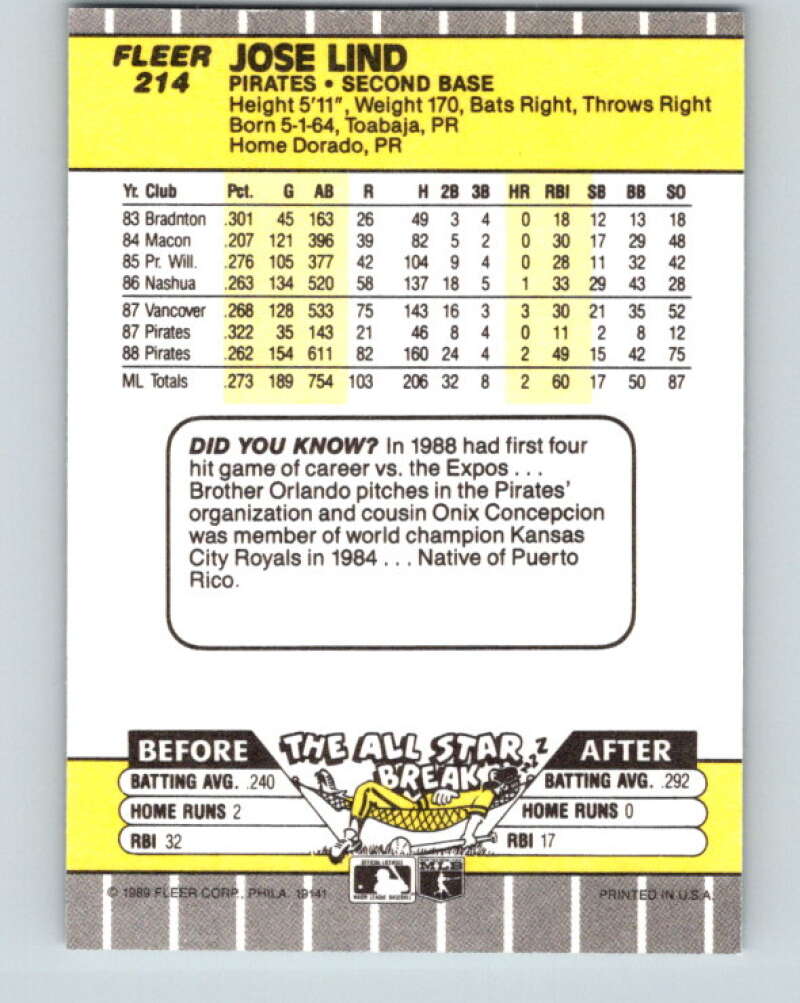 FLEER JOSE LIND
214 PIRATES • SECOND BASE
Height 5'11", Weight 170, Bats Right, Throws Right
Born 5-1-64, Toabaja, PR
Home Dorado, PR
Yr. Club Pct. G AB R H 2B 3B HR RBI SB BB SO
83 Bradnton .301 45 163 26 49 3 4 0 18 12 13 18
84 Macon .207 121 396 39 82 5 2 0 30 17 29 48
85 Pr. Will. .276 105 377 42 104 9 4 0 28 11 32 42
86 Nashua .263 134 520 58 137 18 5 1 33 29 43 28
87 Vancover .268 128 533 75 143 16 3 3 30 21 35 52
87 Pirates .322 35 143 21 46 8 4 0 11 2 8 12
88 Pirates .262 154 611 82 160 24 4 2 49 15 42 75
ML Totals .273 189 754 103 206 32 8 2 60 17 50 87
DID YOU KNOW? In 1988 had first four
hit game of career vs. the Expos . . .
Brother Orlando pitches in the Pirates'
organization and cousin Onix Concepcion
was member of world champion Kansas
City Royals in 1984 . . . Native of Puerto
Rico.
BEFORE THE ALL STAR BREAK ZZZ AFTER
BATTING AVG. .240 BATTING AVG. .292
HOME RUNS 2 HOME RUNS 0
RBI 32 RBI 17
OFFICIAL LICENSEE
MAJOR LEAGUE BASEBALL
MLB
© 1989 FLEER CORP., PHILA. 19141 PRINTED IN U.S.A.